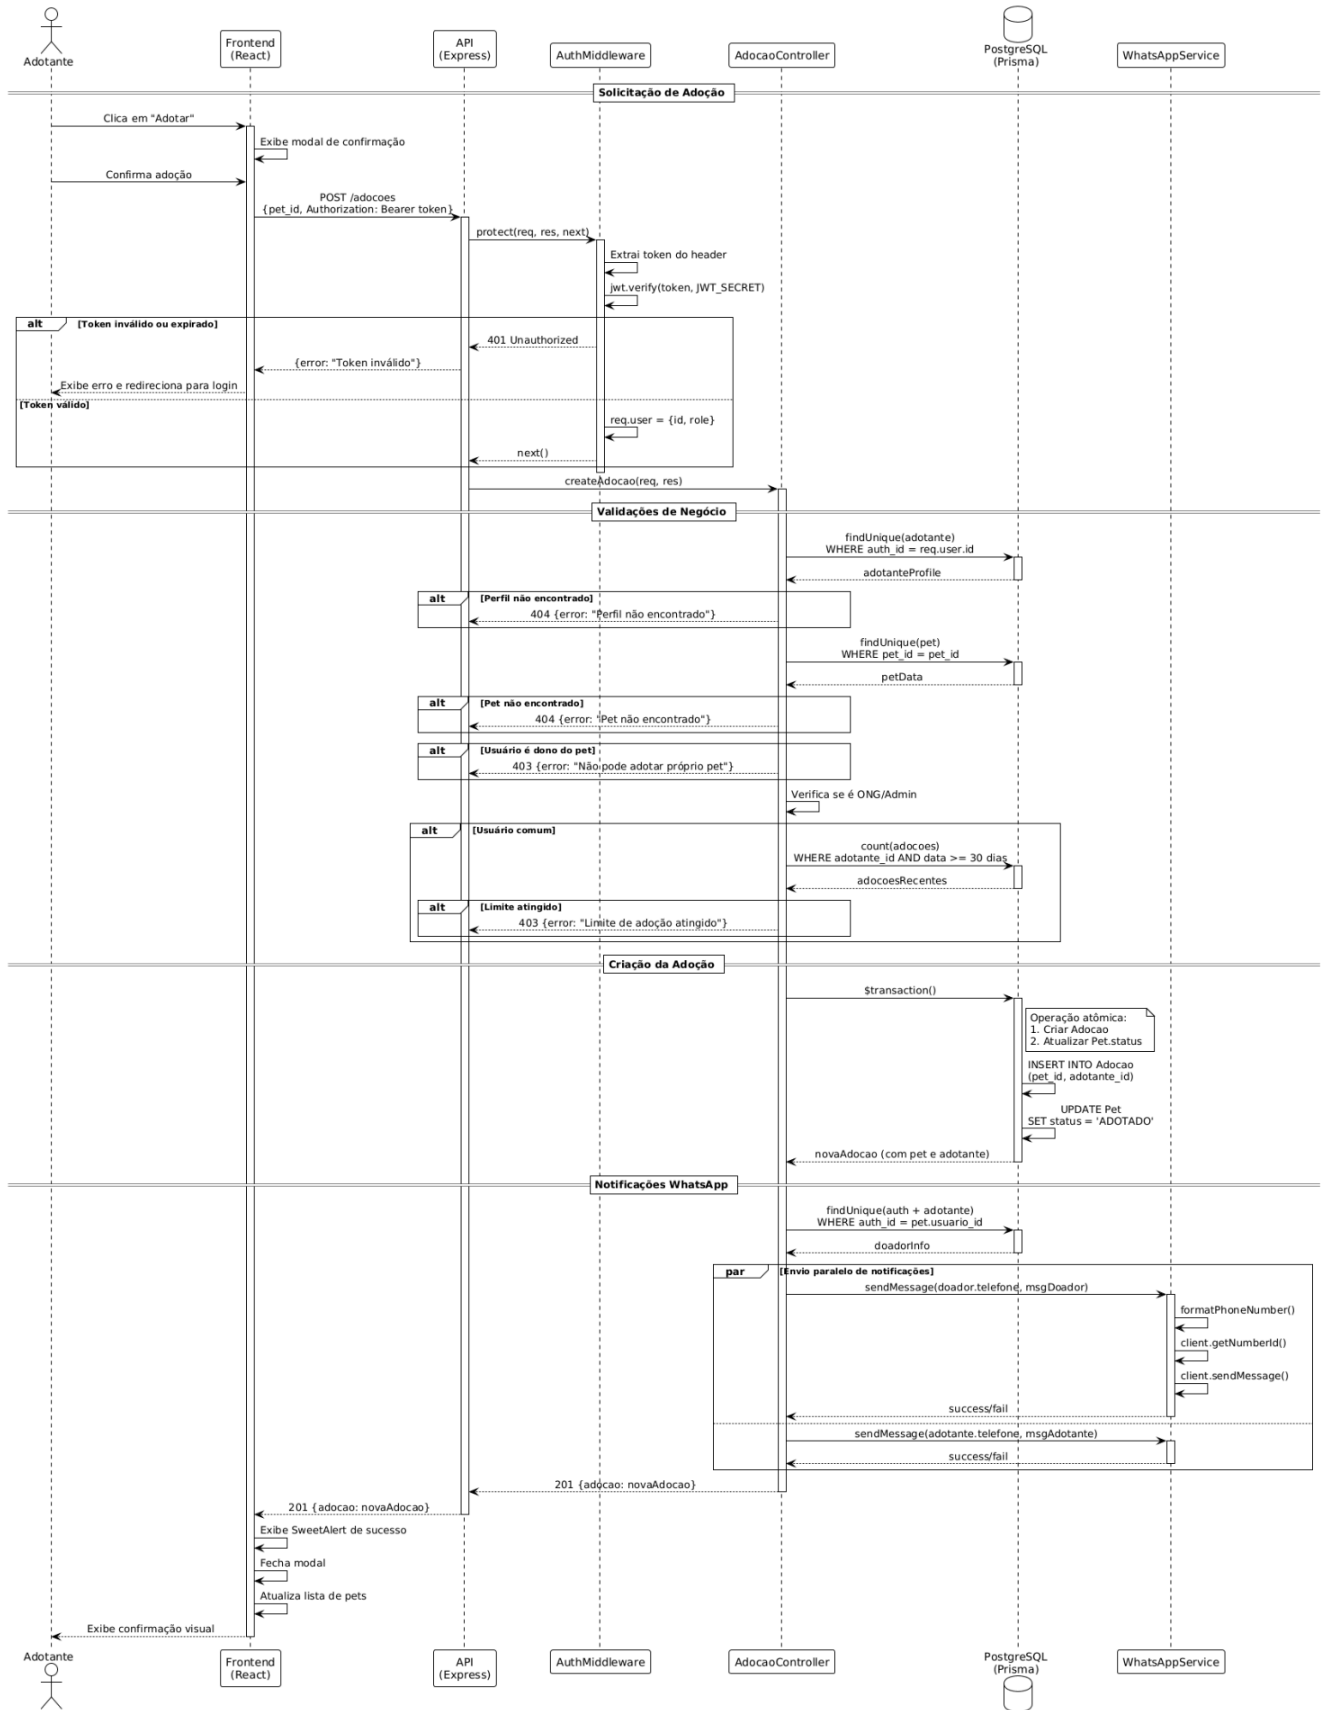 Adotante
Frontend
(React)
API
(Express)
AuthMiddleware
AdocaoController
PostgreSQL
(Prisma)
WhatsAppService
Solicitação de Adoção
Clica em "Adotar"
Exibe modal de confirmação
Confirma adoção
POST /adocoes
{pet_id, Authorization: Bearer token}
protect(req, res, next)
Extrai token do header
jwt.verify(token, JWT_SECRET)
alt [Token inválido ou expirado]
401 Unauthorized
{error: "Token inválido"}
Exibe erro e redireciona para login
[Token válido]
req.user = {id, role}
next()
createAdocao(req, res)
Validações de Negócio
findUnique(adotante)
WHERE auth_id = req.user.id
adotanteProfile
alt [Perfil não encontrado]
404 {error: "Perfil não encontrado"}
findUnique(pet)
WHERE pet_id = pet_id
petData
alt [Pet não encontrado]
404 {error: "Pet não encontrado"}
alt [Usuário é dono do pet]
403 {error: "Não pode adotar próprio pet"}
Verifica se é ONG/Admin
alt [Usuário comum]
count(adocoes)
WHERE adotante_id AND data >= 30 dias
adocoesRecentes
alt [Limite atingido]
403 {error: "Limite de adoção atingido"}
Criação da Adoção
$transaction()
Operação atômica:
1. Criar Adocao
2. Atualizar Pet.status
INSERT INTO Adocao
(pet_id, adotante_id)
UPDATE Pet
SET status = 'ADOTADO'
novaAdocao (com pet e adotante)
Notificações WhatsApp
findUnique(auth + adotante)
WHERE auth_id = pet.usuario_id
doadorInfo
par [Envio paralelo de notificações]
sendMessage(doador.telefone, msgDoador)
formatPhoneNumber()
client.getNumberId()
client.sendMessage()
success/fail
sendMessage(adotante.telefone, msgAdotante)
success/fail
201 {adocao: novaAdocao}
201 {adocao: novaAdocao}
Exibe SweetAlert de sucesso
Fecha modal
Atualiza lista de pets
Exibe confirmação visual
Adotante
Frontend
(React)
API
(Express)
AuthMiddleware
AdocaoController
PostgreSQL
(Prisma)
WhatsAppService